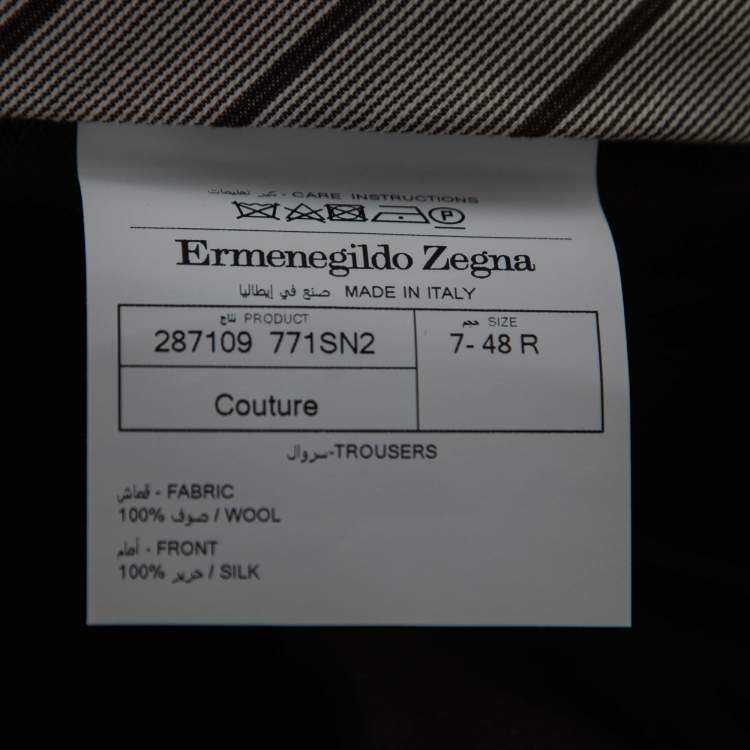 كير تعليمات - CARE INSTRUCTIONS
P
Ermenegildo Zegna
صنع في إيطاليا MADE IN ITALY
نتاج PRODUCT
287109 771SN2
حجم SIZE
7- 48 R
Couture
سروال-TROUSERS
قماش - FABRIC
100% صوف / WOOL
أمام - FRONT
100% حرير / SILK